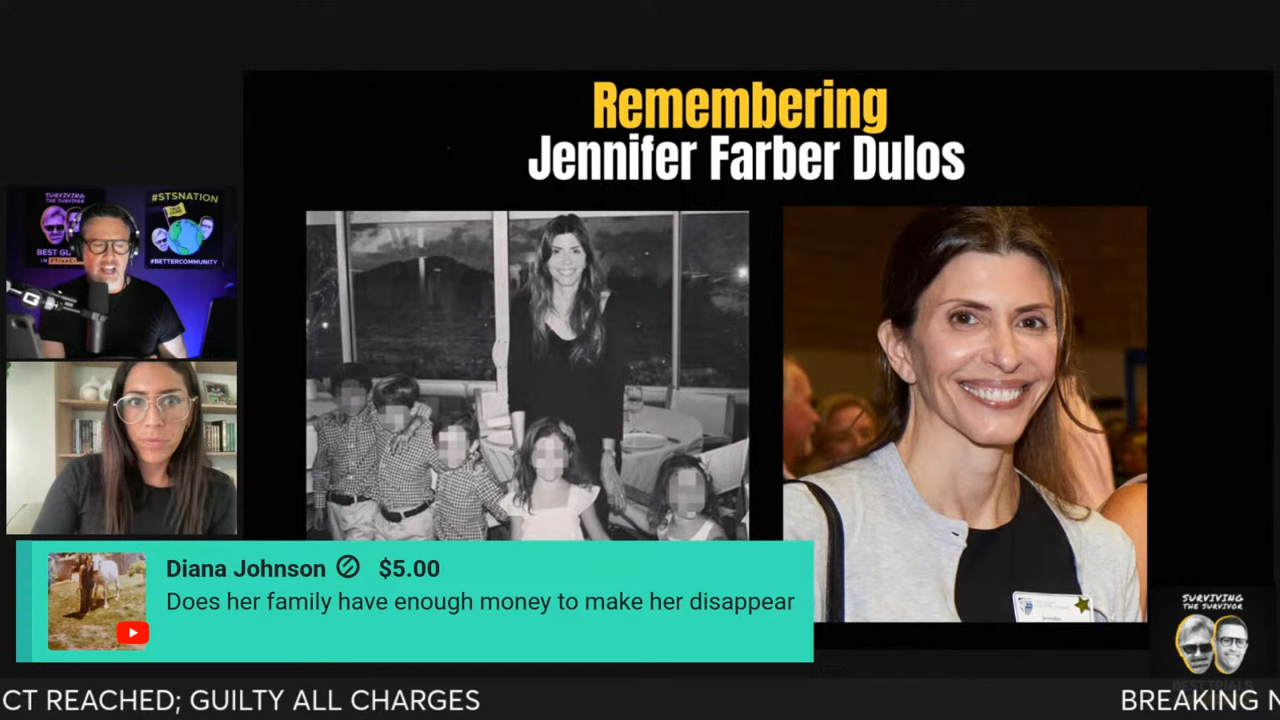 Remembering
Jennifer Farber Dulos
SURVIVING
THE SURVIVOR
BEST GU
#STSNATION
#BETTERCOMMUNITY
Diana Johnson $5.00
Does her family have enough money to make her disappear
SURVIVING
THE SURVIVOR
CT REACHED; GUILTY ALL CHARGES
BREAKING N